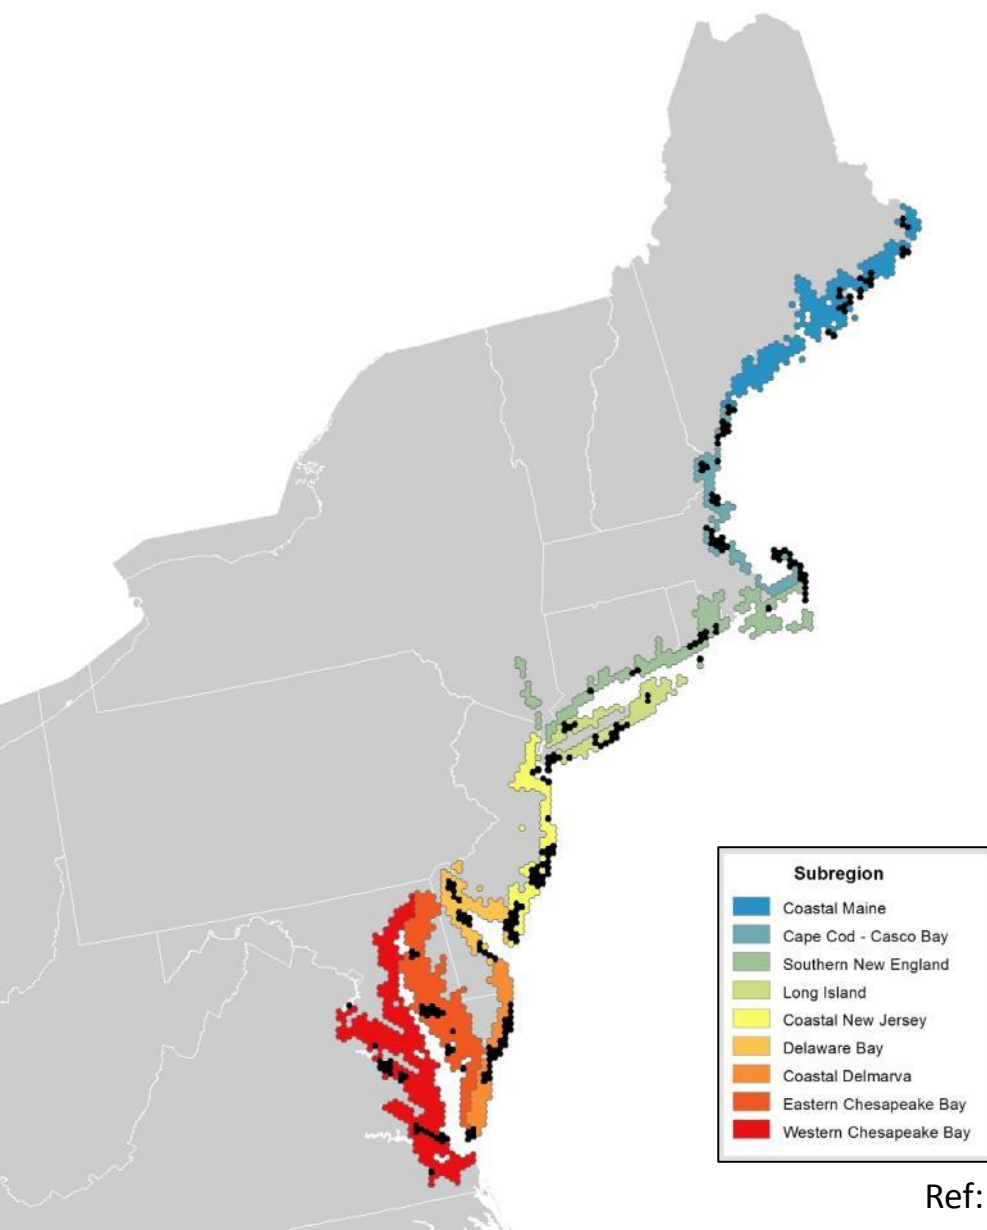 Subregion
Coastal Maine
Cape Cod - Casco Bay
Southern New England
Long Island
Coastal New Jersey
Delaware Bay
Coastal Delmarva
Eastern Chesapeake Bay
Western Chesapeake Bay
Ref: